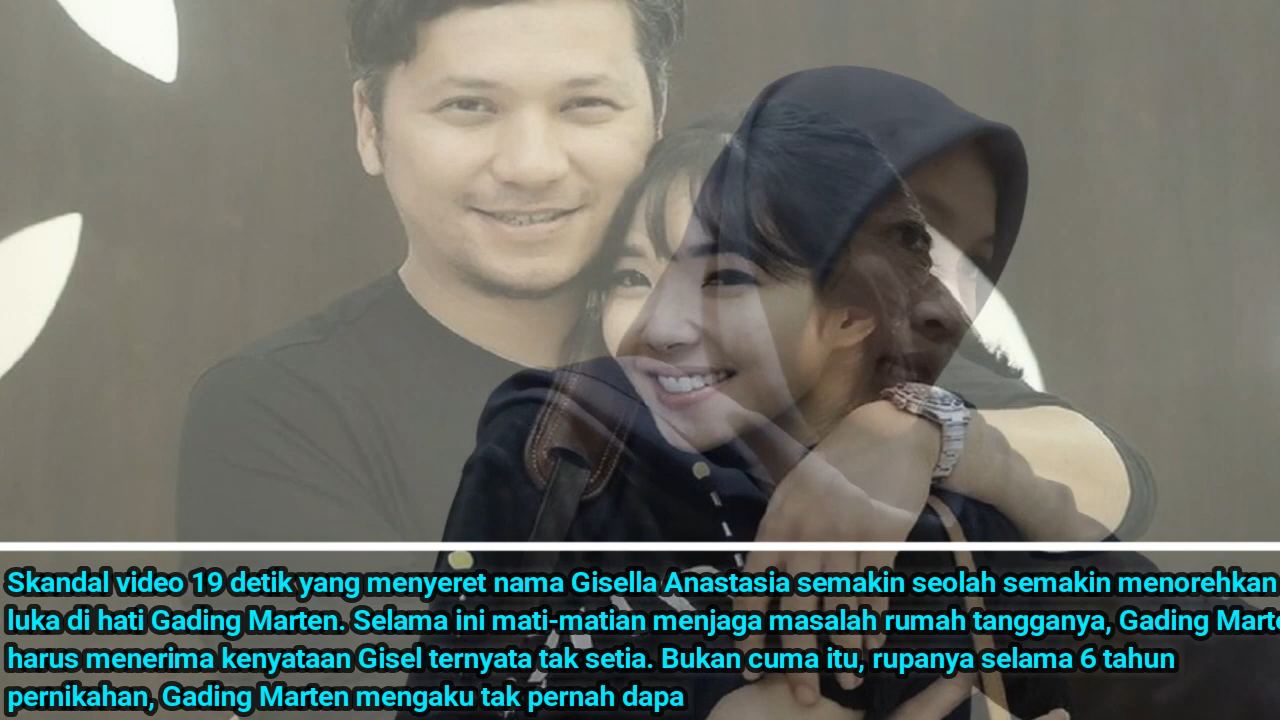 Skandal video 19 detik yang menyeret nama Gisella Anastasia semakin seolah semakin menorehkan
luka di hati Gading Marten. Selama ini mati-matian menjaga masalah rumah tangganya, Gading Marte
harus menerima kenyataan Gisel ternyata tak setia. Bukan cuma itu, rupanya selama 6 tahun
pernikahan, Gading Marten mengaku tak pernah dapa